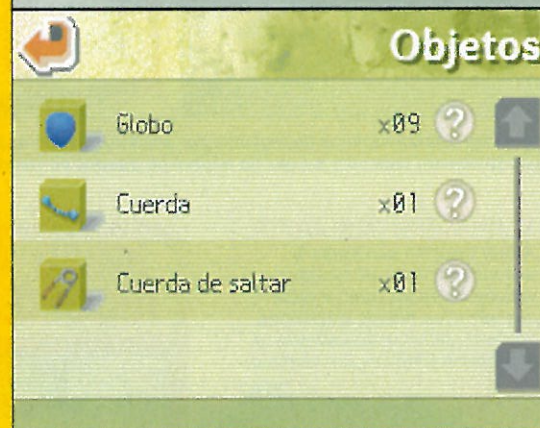 Objetos
Globo x09 ?
Cuerda x01 ?
Cuerda de saltar x01 ?